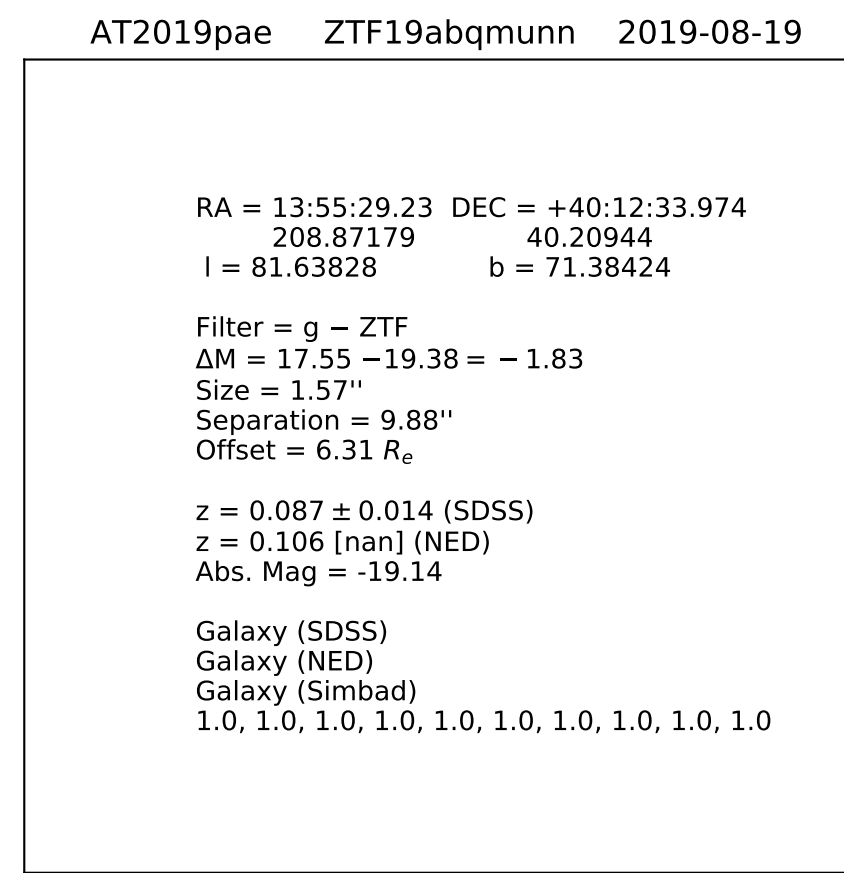 AT2019pae ZTF19abqmunn 2019-08-19
RA = 13:55:29.23 DEC = +40:12:33.974
208.87179 40.20944
l = 81.63828 b = 71.38424
Filter = g − ZTF
ΔM = 17.55 −19.38 = − 1.83
Size = 1.57''
Separation = 9.88''
Offset = 6.31 Rₑ
z = 0.087 ± 0.014 (SDSS)
z = 0.106 [nan] (NED)
Abs. Mag = -19.14
Galaxy (SDSS)
Galaxy (NED)
Galaxy (Simbad)
1.0, 1.0, 1.0, 1.0, 1.0, 1.0, 1.0, 1.0, 1.0, 1.0